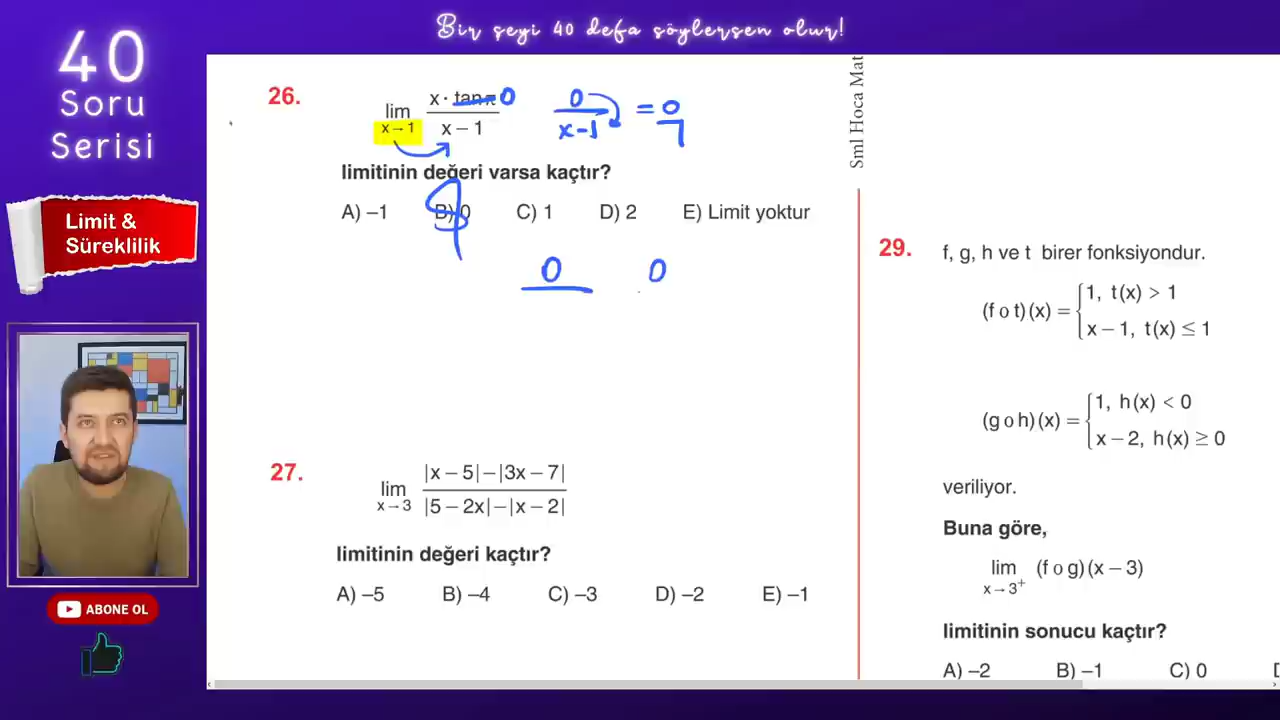 Bir şeyi 40 defa söylersen olur!
40
Soru
Serisi
Limit &
Süreklilik
ABONE OL
26.
lim x→1 x · tanπ / x − 1
0
0 / x−1 = 0
limitinin değeri varsa kaçtır?
A) –1 B) 0 C) 1 D) 2 E) Limit yoktur
0 0
27.
lim x→3 |x − 5|−|3x − 7| / |5 − 2x|−|x − 2|
limitinin değeri kaçtır?
A) –5 B) –4 C) –3 D) –2 E) –1
Sml Hoca Mat
29. f, g, h ve t birer fonksiyondur.
(f o t)(x) = { 1, t(x) > 1
x − 1, t(x) ≤ 1
(g o h)(x) = { 1, h(x) < 0
x − 2, h(x) ≥ 0
veriliyor.
Buna göre,
lim x→3⁺ (f o g)(x − 3)
limitinin sonucu kaçtır?
A) –2 B) –1 C) 0